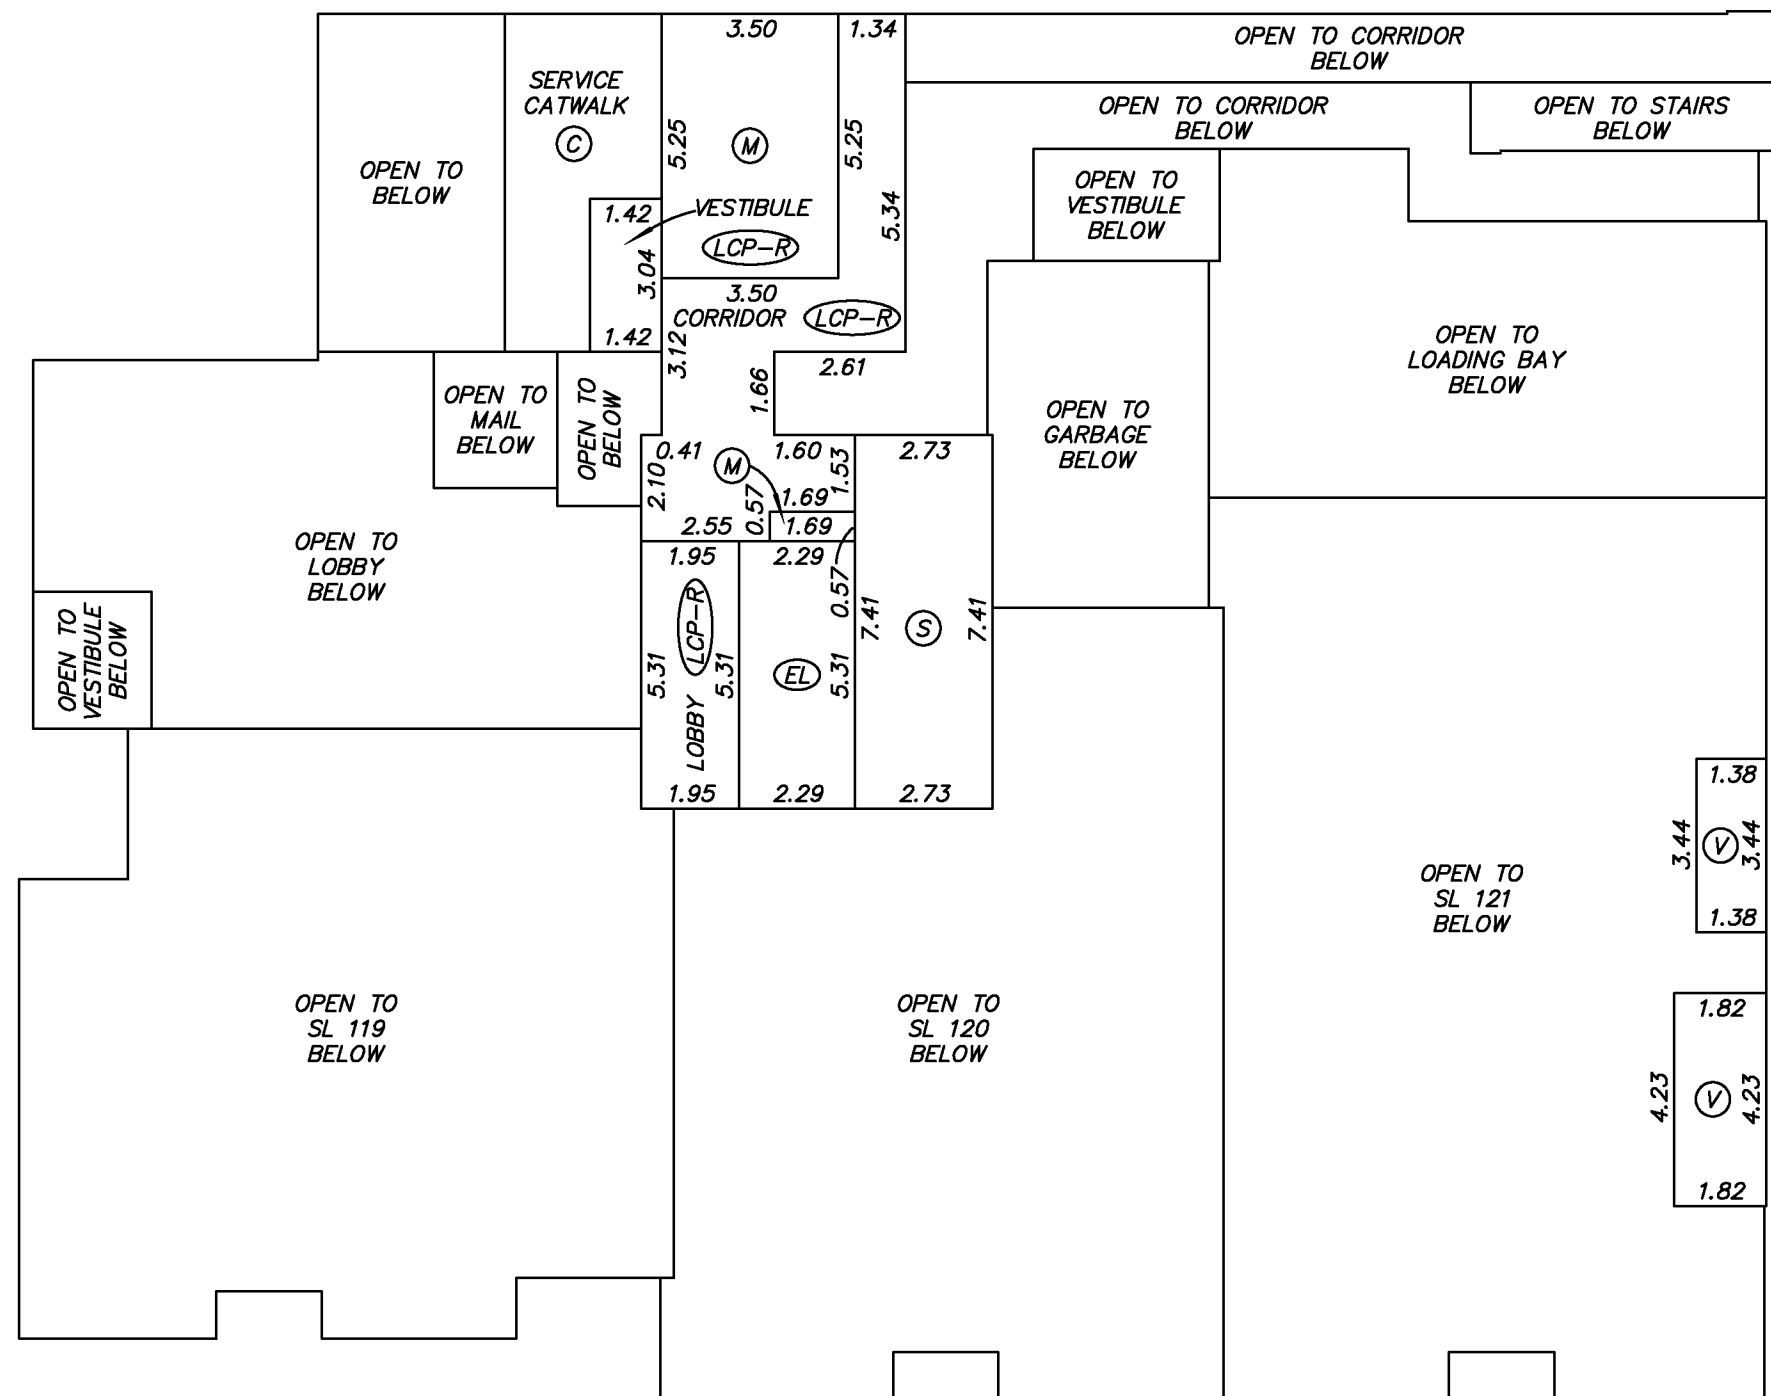 3.50
1.34
OPEN TO CORRIDOR
BELOW
SERVICE
CATWALK
C
5.25
M
5.25
OPEN TO CORRIDOR
BELOW
OPEN TO STAIRS
BELOW
OPEN TO
BELOW
1.42
VESTIBULE
LCP-R
3.04
5.34
OPEN TO
VESTIBULE
BELOW
3.50
CORRIDOR
LCP-R
1.42
3.12
2.61
1.66
OPEN TO
LOADING BAY
BELOW
OPEN TO
MAIL
BELOW
OPEN TO
BELOW
OPEN TO
GARBAGE
BELOW
0.41
M
1.60
1.53
2.73
2.10
0.57
1.69
2.55
1.69
OPEN TO
LOBBY
BELOW
1.95
2.29
0.57
7.41
7.41
S
LOBBY
LCP-R
5.31
5.31
EL
5.31
OPEN TO
VESTIBULE
BELOW
1.95
2.29
2.73
1.38
3.44
V
3.44
1.38
OPEN TO
SL 121
BELOW
OPEN TO
SL 119
BELOW
OPEN TO
SL 120
BELOW
1.82
4.23
V
4.23
1.82